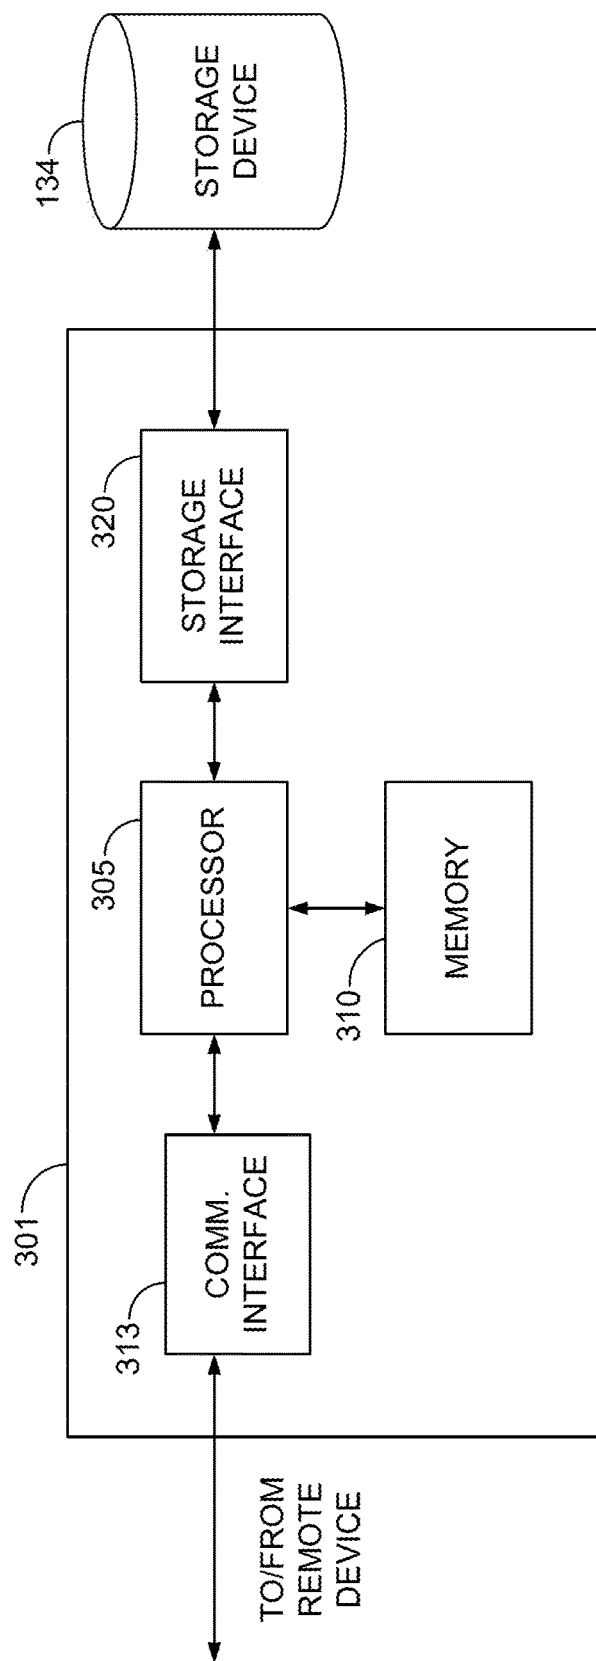 301
TO/FROM
REMOTE
DEVICE
313
COMM.
INTERFACE
305
PROCESSOR
310
MEMORY
320
STORAGE
INTERFACE
134
STORAGE
DEVICE